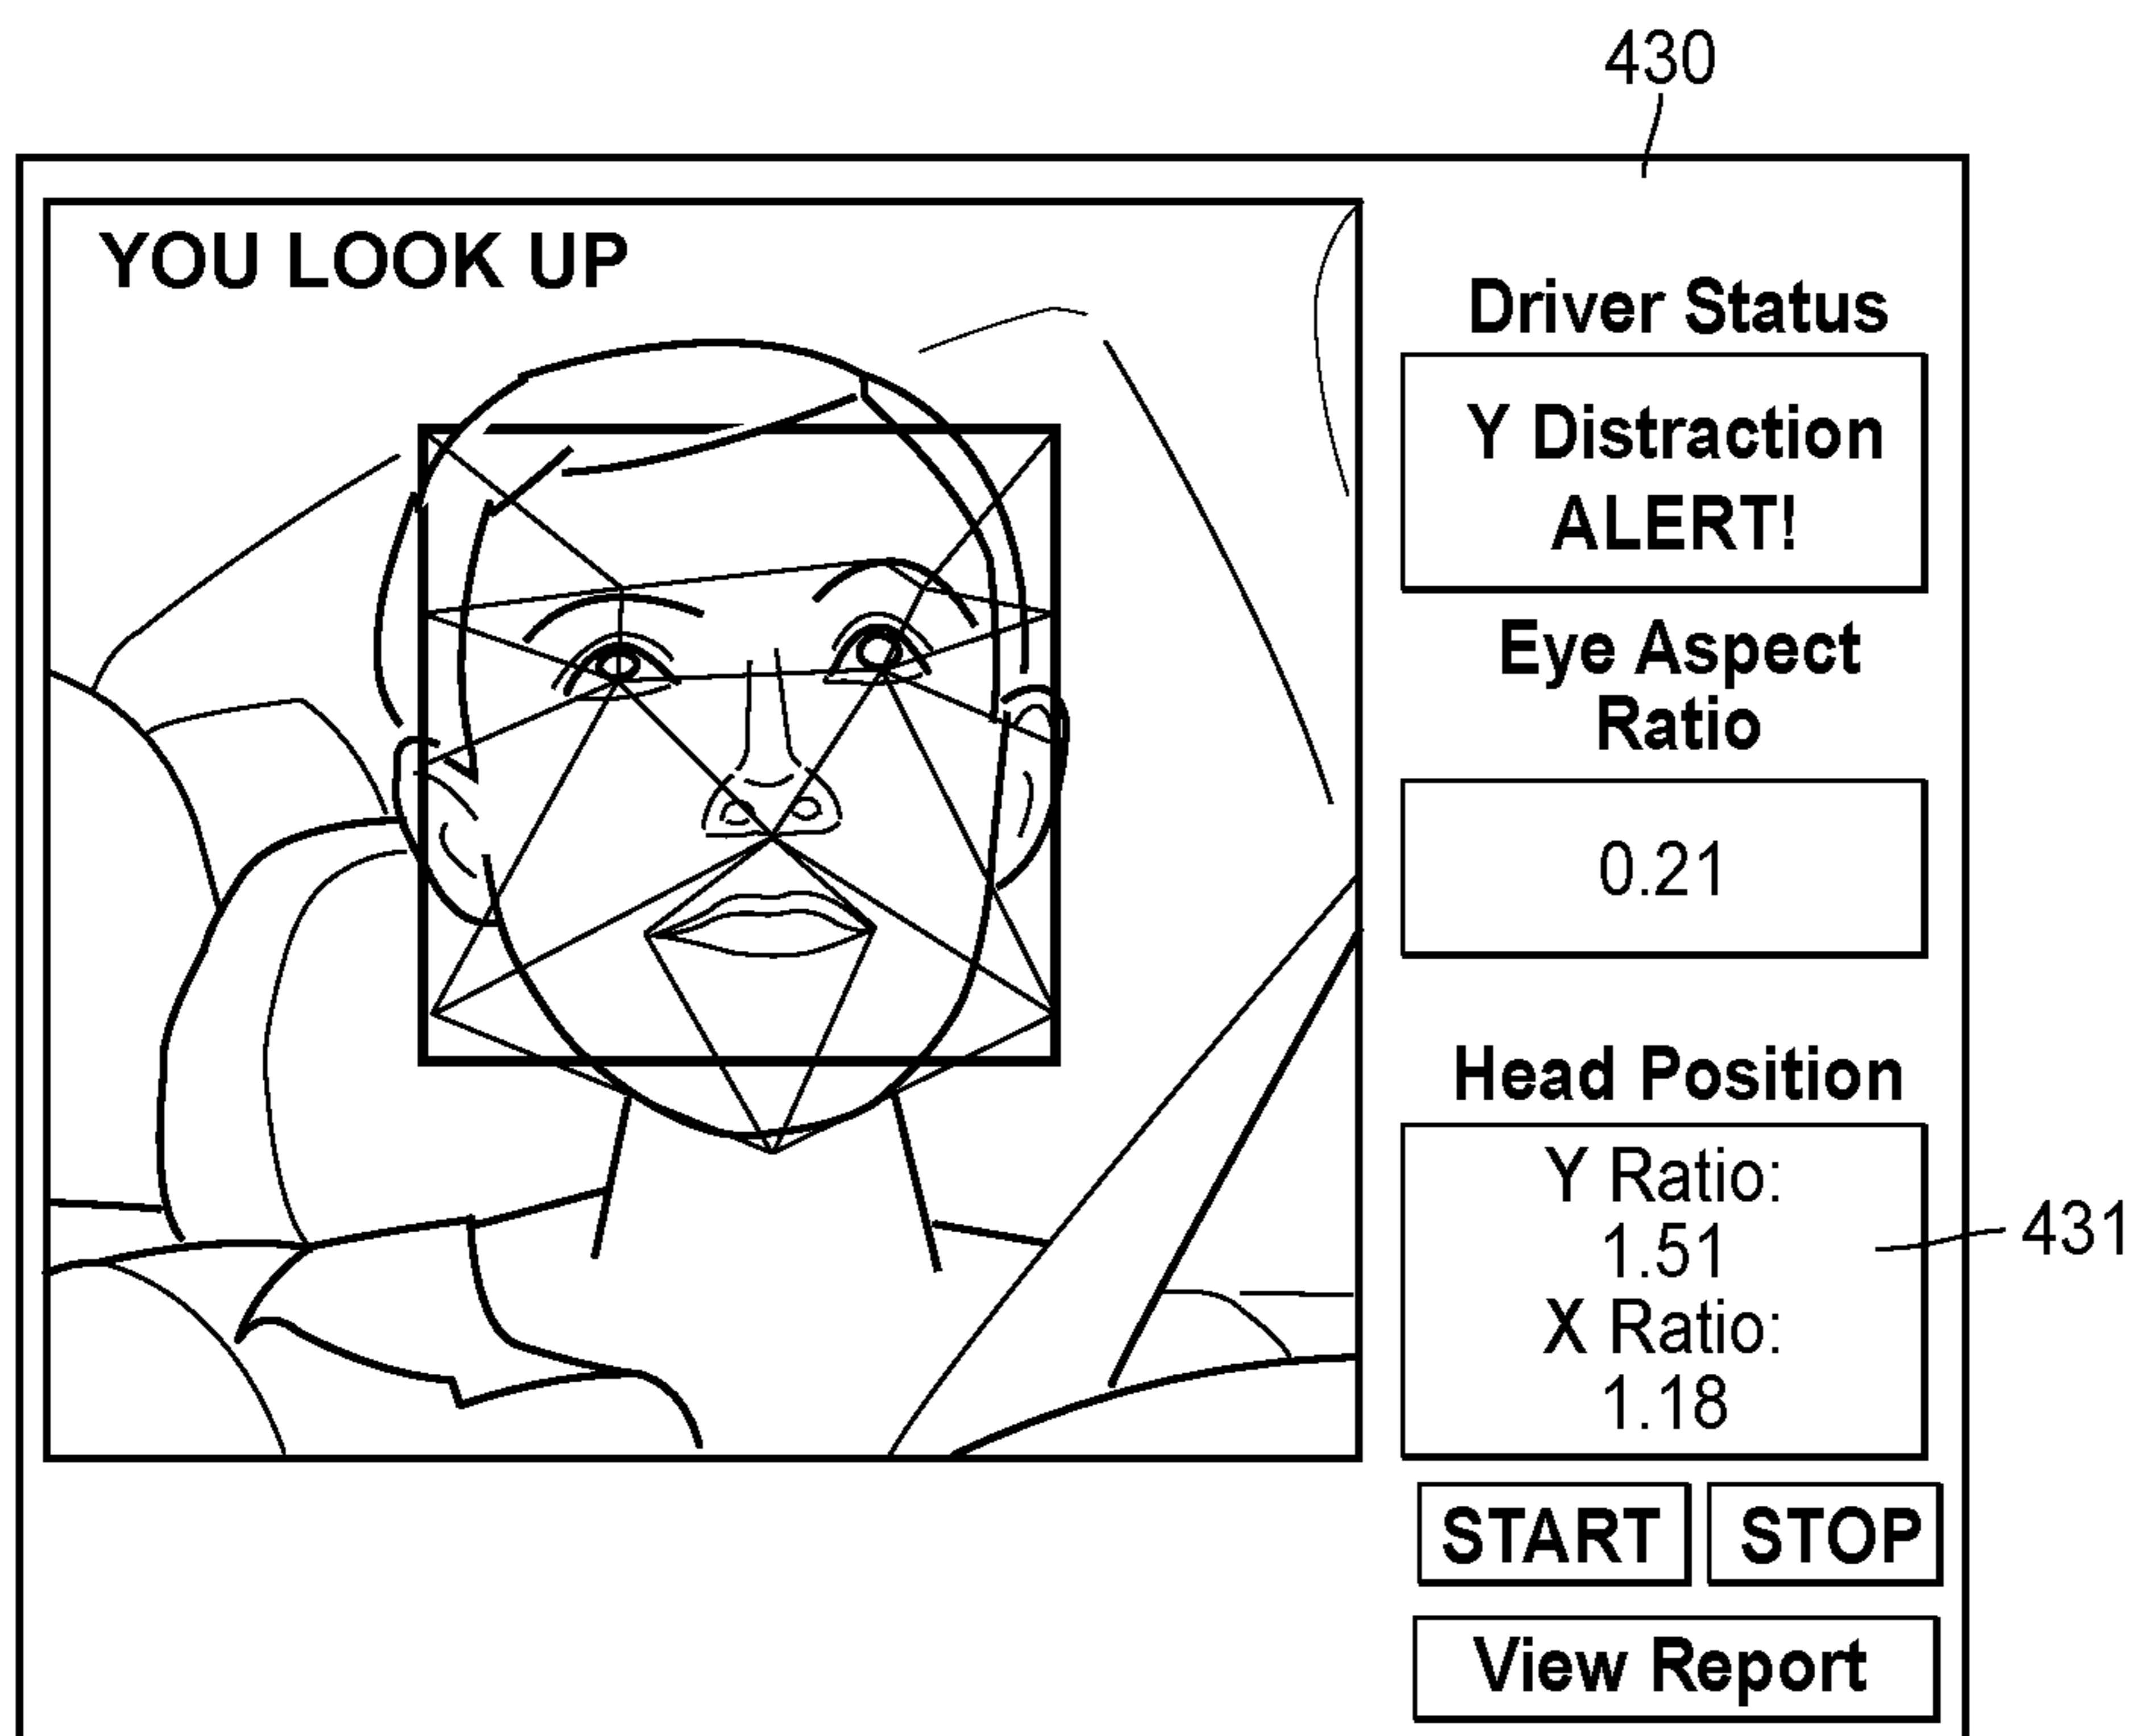 430
YOU LOOK UP
Driver Status
Y Distraction
ALERT!
Eye Aspect
Ratio
0.21
Head Position
Y Ratio:
1.51
X Ratio:
1.18
431
START
STOP
View Report